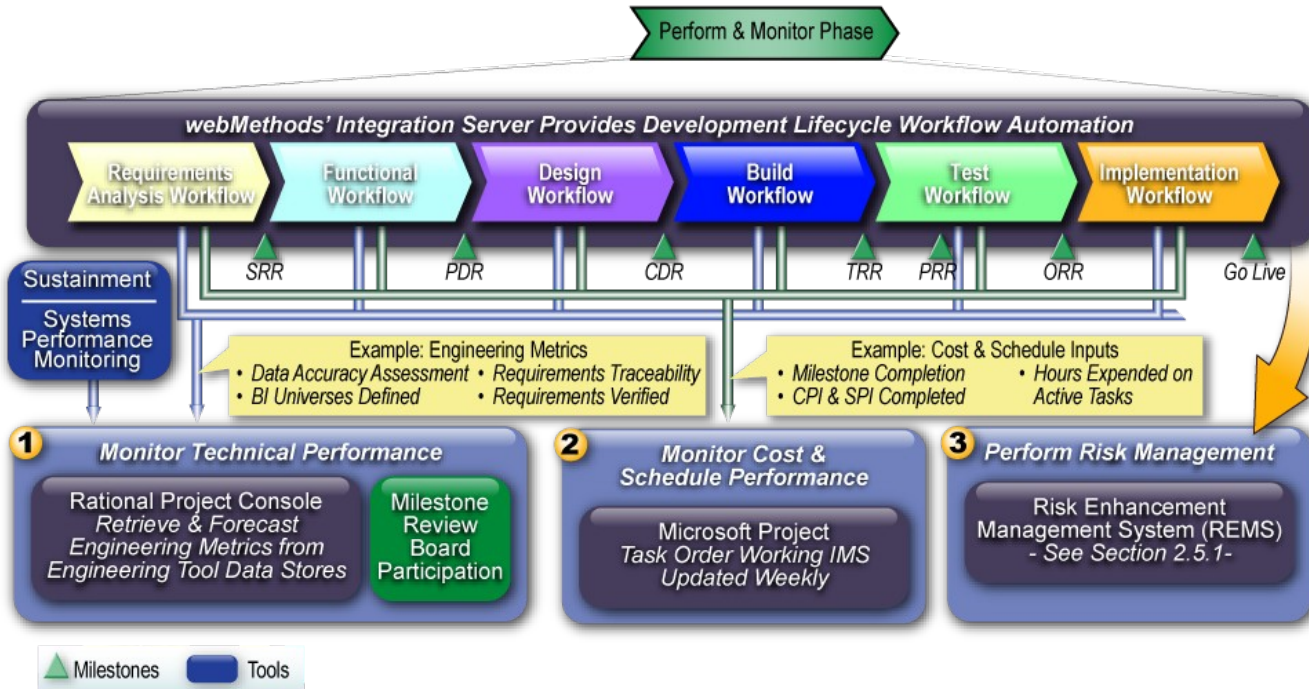 Perform & Monitor Phase
webMethods' Integration Server Provides Development Lifecycle Workflow Automation
Requirements
Analysis Workflow
Functional
Workflow
Design
Workflow
Build
Workflow
Test
Workflow
Implementation
Workflow
SRR
PDR
CDR
TRR
PRR
ORR
Go Live
Sustainment
Systems
Performance
Monitoring
Example: Engineering Metrics
• Data Accuracy Assessment
• BI Universes Defined
• Requirements Traceability
• Requirements Verified
Example: Cost & Schedule Inputs
• Milestone Completion
• CPI & SPI Completed
• Hours Expended on
Active Tasks
1
Monitor Technical Performance
Rational Project Console
Retrieve & Forecast
Engineering Metrics from
Engineering Tool Data Stores
Milestone
Review
Board
Participation
2
Monitor Cost &
Schedule Performance
Microsoft Project
Task Order Working IMS
Updated Weekly
3
Perform Risk Management
Risk Enhancement
Management System (REMS)
- See Section 2.5.1-
Milestones
Tools